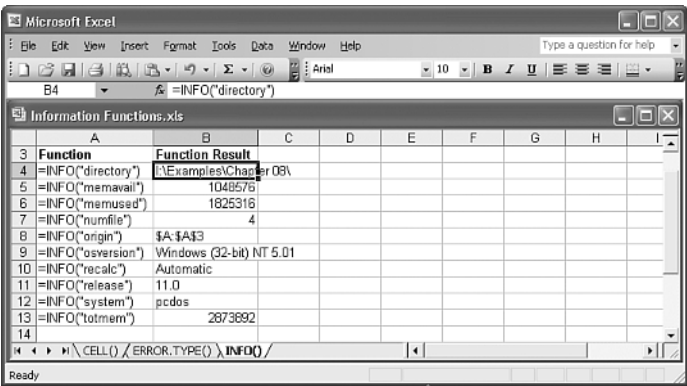 Microsoft Excel
File Edit View Insert Format Tools Data Window Help Type a question for help
Σ Arial 10 B I U
B4 fx =INFO("directory")
Information Functions.xls
A B C D E F G H I
3 Function Function Result
4 =INFO("directory") I:\Examples\Chapter 08\
5 =INFO("memavail") 1048576
6 =INFO("memused") 1825316
7 =INFO("numfile") 4
8 =INFO("origin") $A:$A$3
9 =INFO("osversion") Windows (32-bit) NT 5.01
10 =INFO("recalc") Automatic
11 =INFO("release") 11.0
12 =INFO("system") pcdos
13 =INFO("totmem") 2873892
14
CELL() ERROR.TYPE() INFO()
Ready